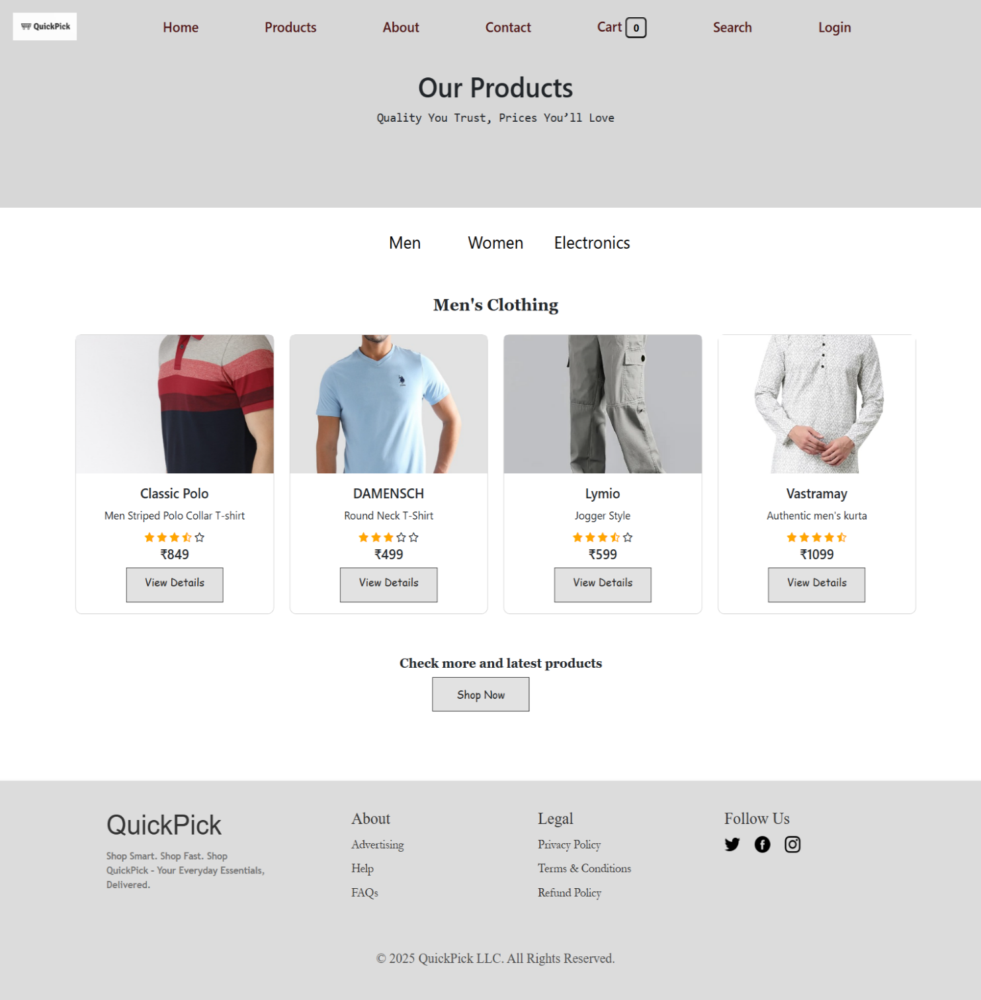 QuickPick
Home Products About Contact Cart 0 Search Login
Our Products
Quality You Trust, Prices You’ll Love
Men Women Electronics
Men's Clothing
Classic Polo
Men Striped Polo Collar T-shirt
₹849
View Details
DAMENSCH
Round Neck T-Shirt
₹499
View Details
Lymio
Jogger Style
₹599
View Details
Vastramay
Authentic men's kurta
₹1099
View Details
Check more and latest products
Shop Now
QuickPick
Shop Smart. Shop Fast. Shop
QuickPick - Your Everyday Essentials,
Delivered.
About
Advertising
Help
FAQs
Legal
Privacy Policy
Terms & Conditions
Refund Policy
Follow Us
© 2025 QuickPick LLC. All Rights Reserved.